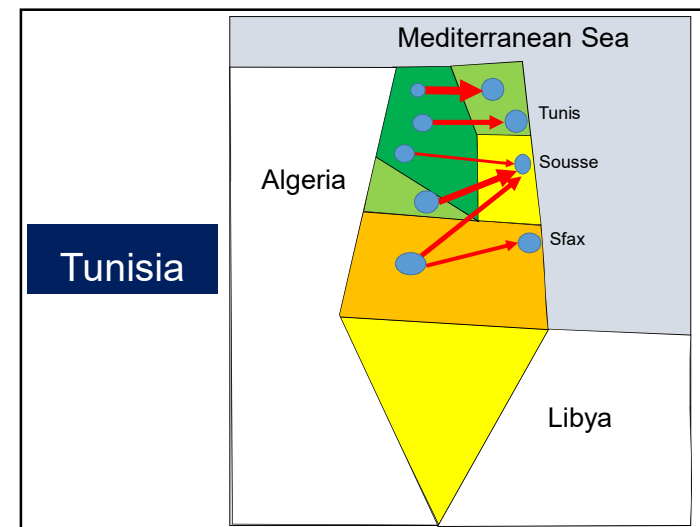 Mediterranean Sea
Tunis
Sousse
Algeria
Sfax
Tunisia
Libya